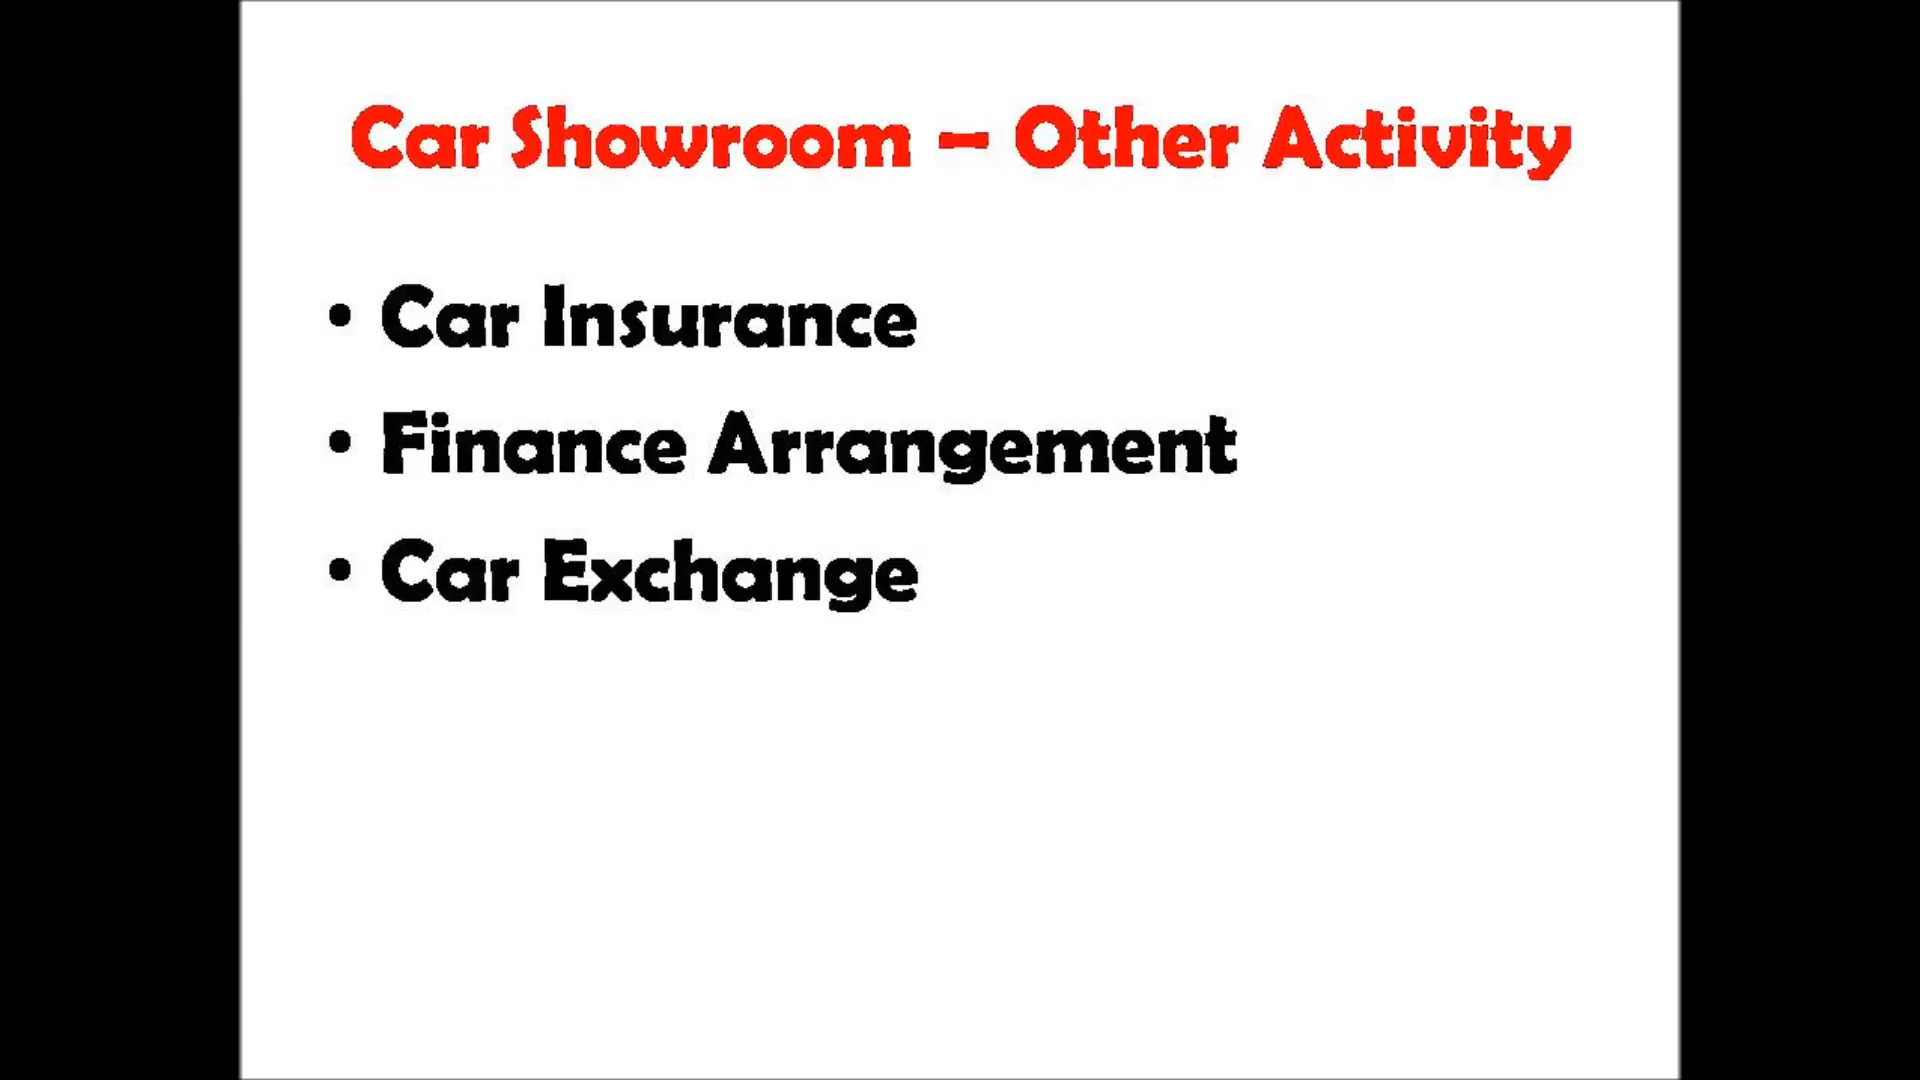 Car Showroom – Other Activity
• Car Insurance
• Finance Arrangement
• Car Exchange